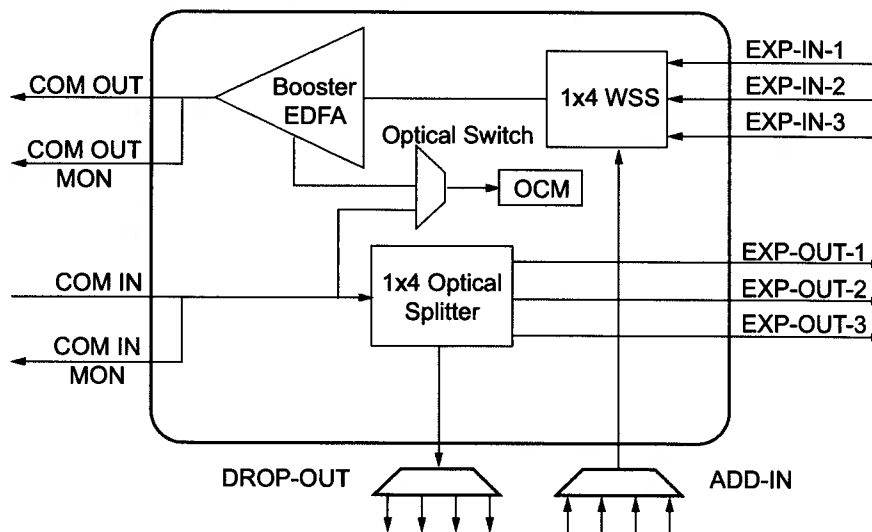 COM OUT
Booster
EDFA
1x4 WSS
EXP-IN-1
EXP-IN-2
EXP-IN-3
COM OUT
MON
Optical Switch
OCM
COM IN
1x4 Optical
Splitter
EXP-OUT-1
EXP-OUT-2
EXP-OUT-3
COM IN
MON
DROP-OUT
ADD-IN